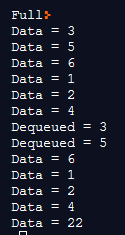 Full
Data = 3
Data = 5
Data = 6
Data = 1
Data = 2
Data = 4
Dequeued = 3
Dequeued = 5
Data = 6
Data = 1
Data = 2
Data = 4
Data = 22